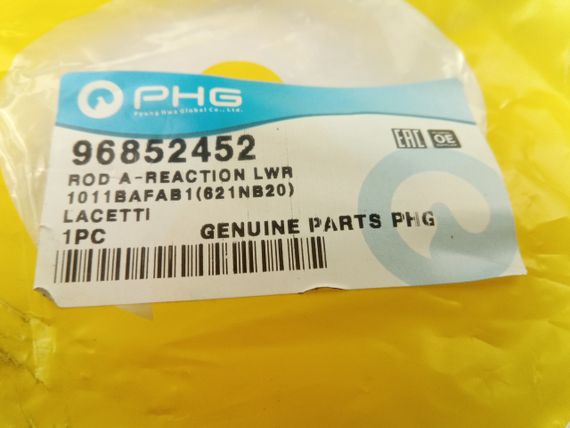 PHG
Pyung Hwa Global Co., Ltd.
96852452
EAC OE
ROD A-REACTION LWR
1011BAFAB1(621NB20)
LACETTI
1PC GENUINE PARTS PHG